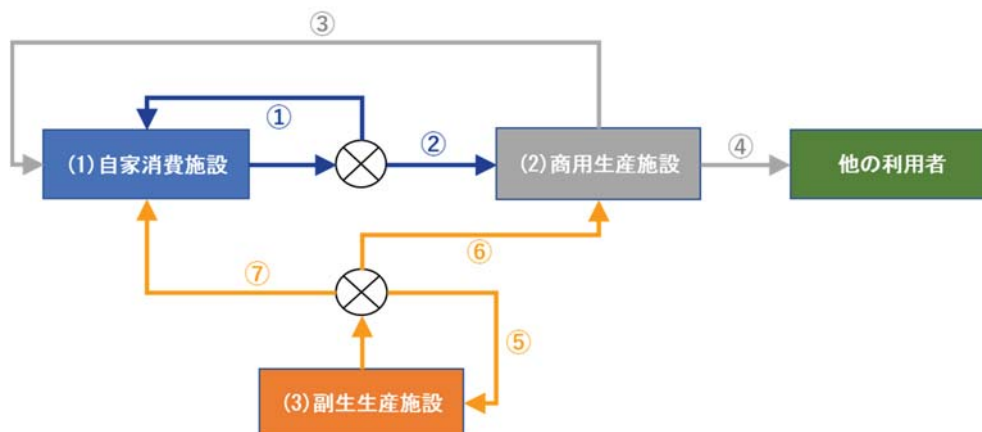 ③
①
(1)自家消費施設
②
(2)商用生産施設
④
他の利用者
⑥
⑦
⑤
(3)副生生産施設